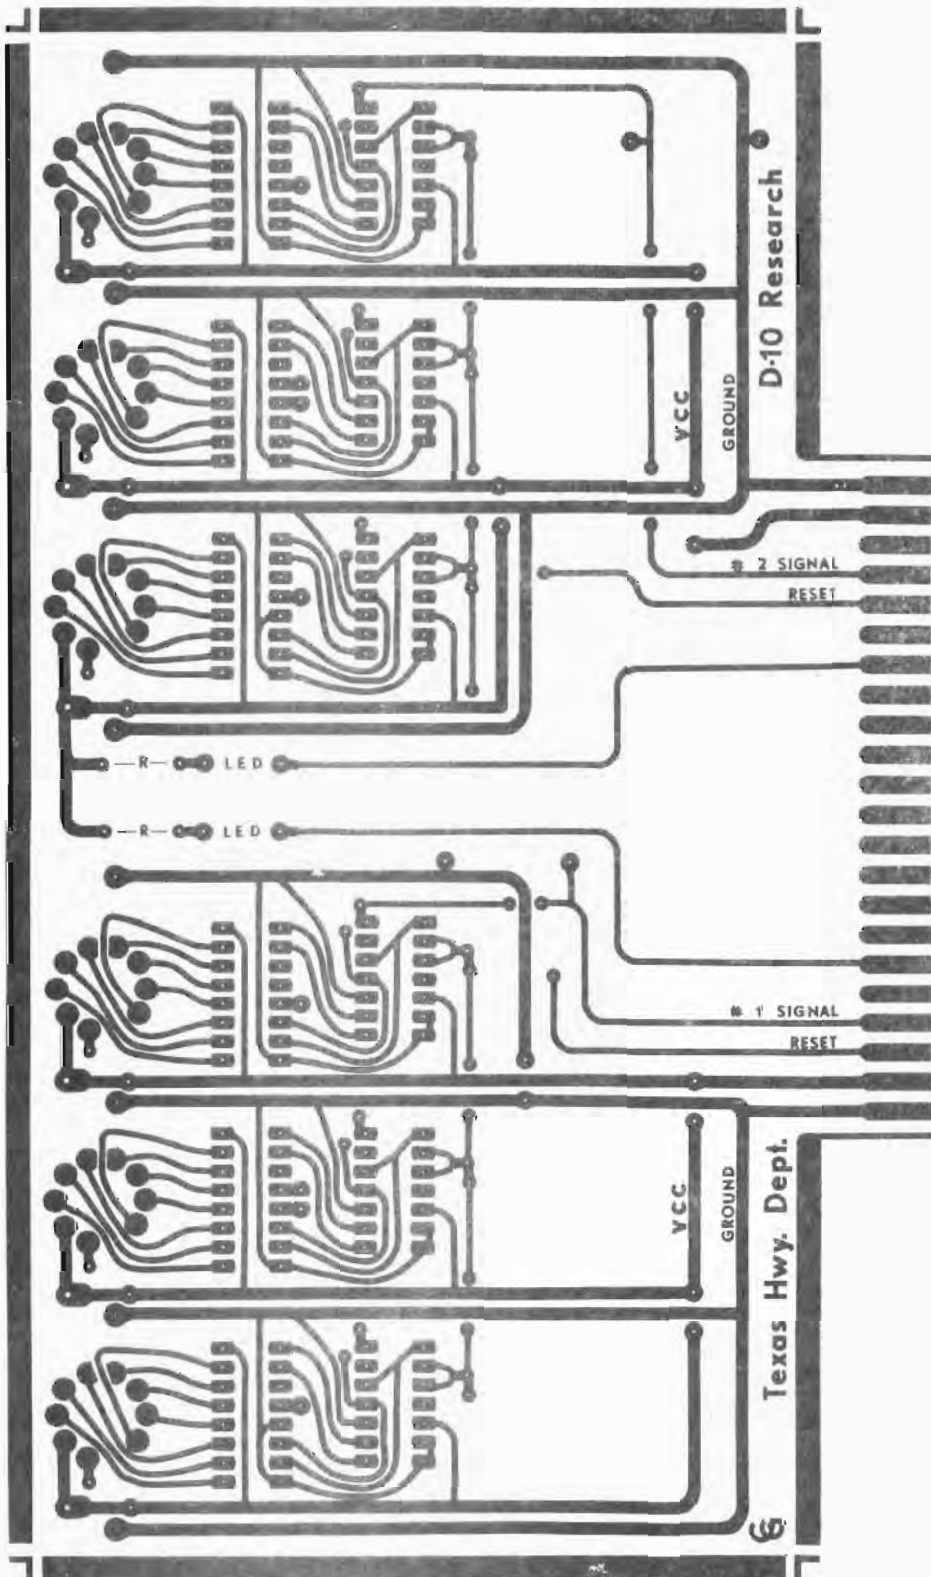 D-10 Research
VCC
GROUND
# 2 SIGNAL
RESET
—R— LED
—R— LED
# 1 SIGNAL
RESET
VCC
GROUND
Texas Hwy. Dept.